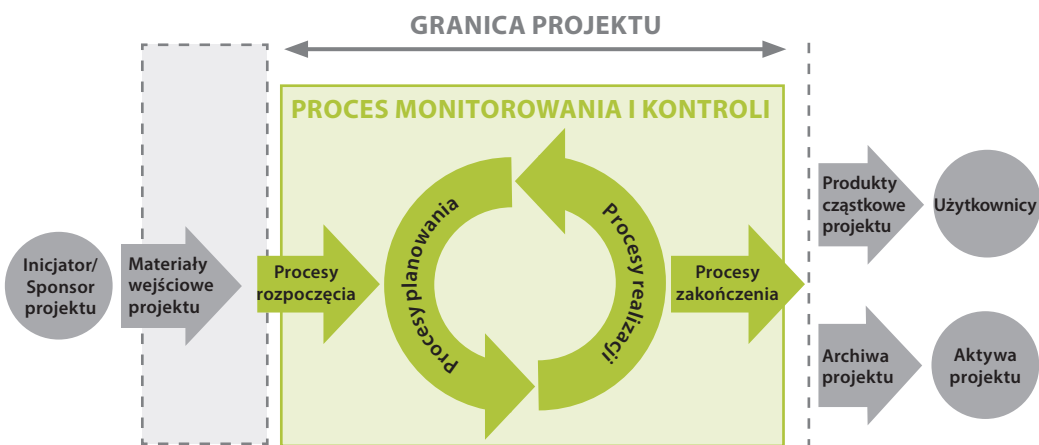 GRANICA PROJEKTU
PROCES MONITOROWANIA I KONTROLI
Inicjator/
Sponsor
projektu
Materiały
wejściowe
projektu
Procesy
rozpoczęcia
Procesy planowania
Procesy realizacji
Procesy
zakończenia
Produkty
cząstkowe
projektu
Użytkownicy
Archiwa
projektu
Aktywa
projektu